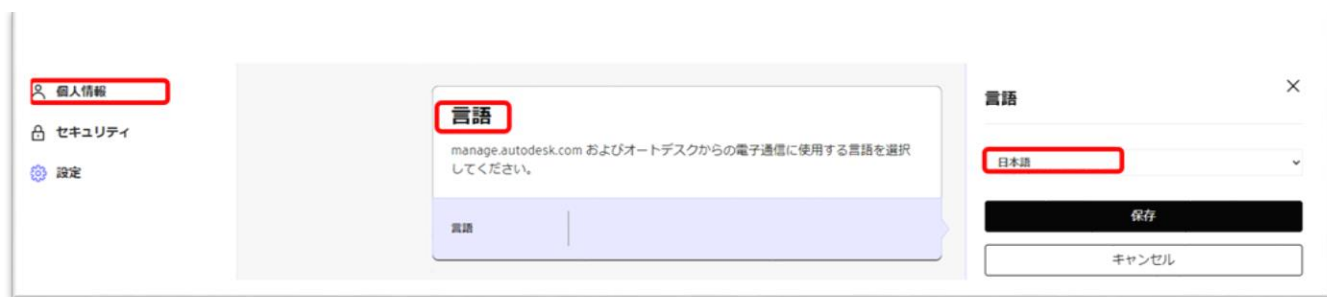 個人情報
セキュリティ
設定
言語
manage.autodesk.com およびオートデスクからの電子通信に使用する言語を選択
してください。
言語
言語
日本語
保存
キャンセル